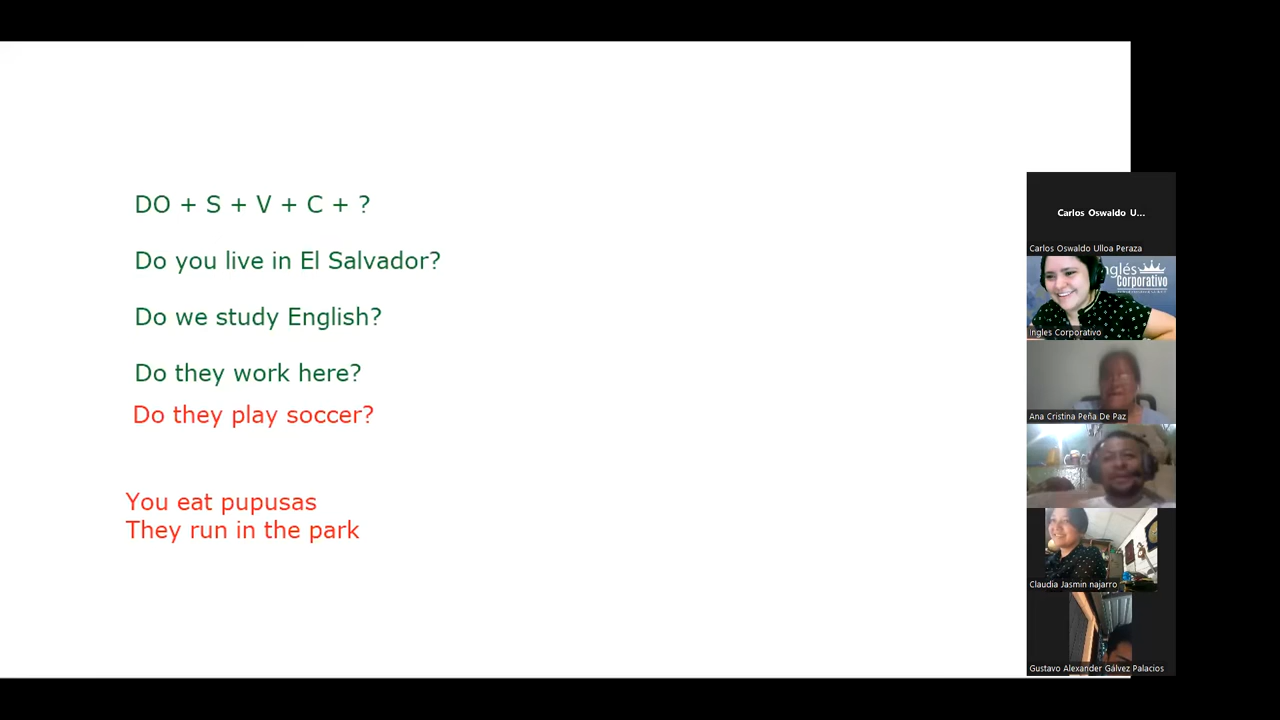 DO + S + V + C + ?
Do you live in El Salvador?
Do we study English?
Do they work here?
Do they play soccer?
You eat pupusas
They run in the park
Carlos Oswaldo U...
Carlos Oswaldo Ulloa Peraza
nglés
Corporativo
Ingles Corporativo
Ana Cristina Peña De Paz
Claudia Jasmin najarro
Gustavo Alexander Gálvez Palacios